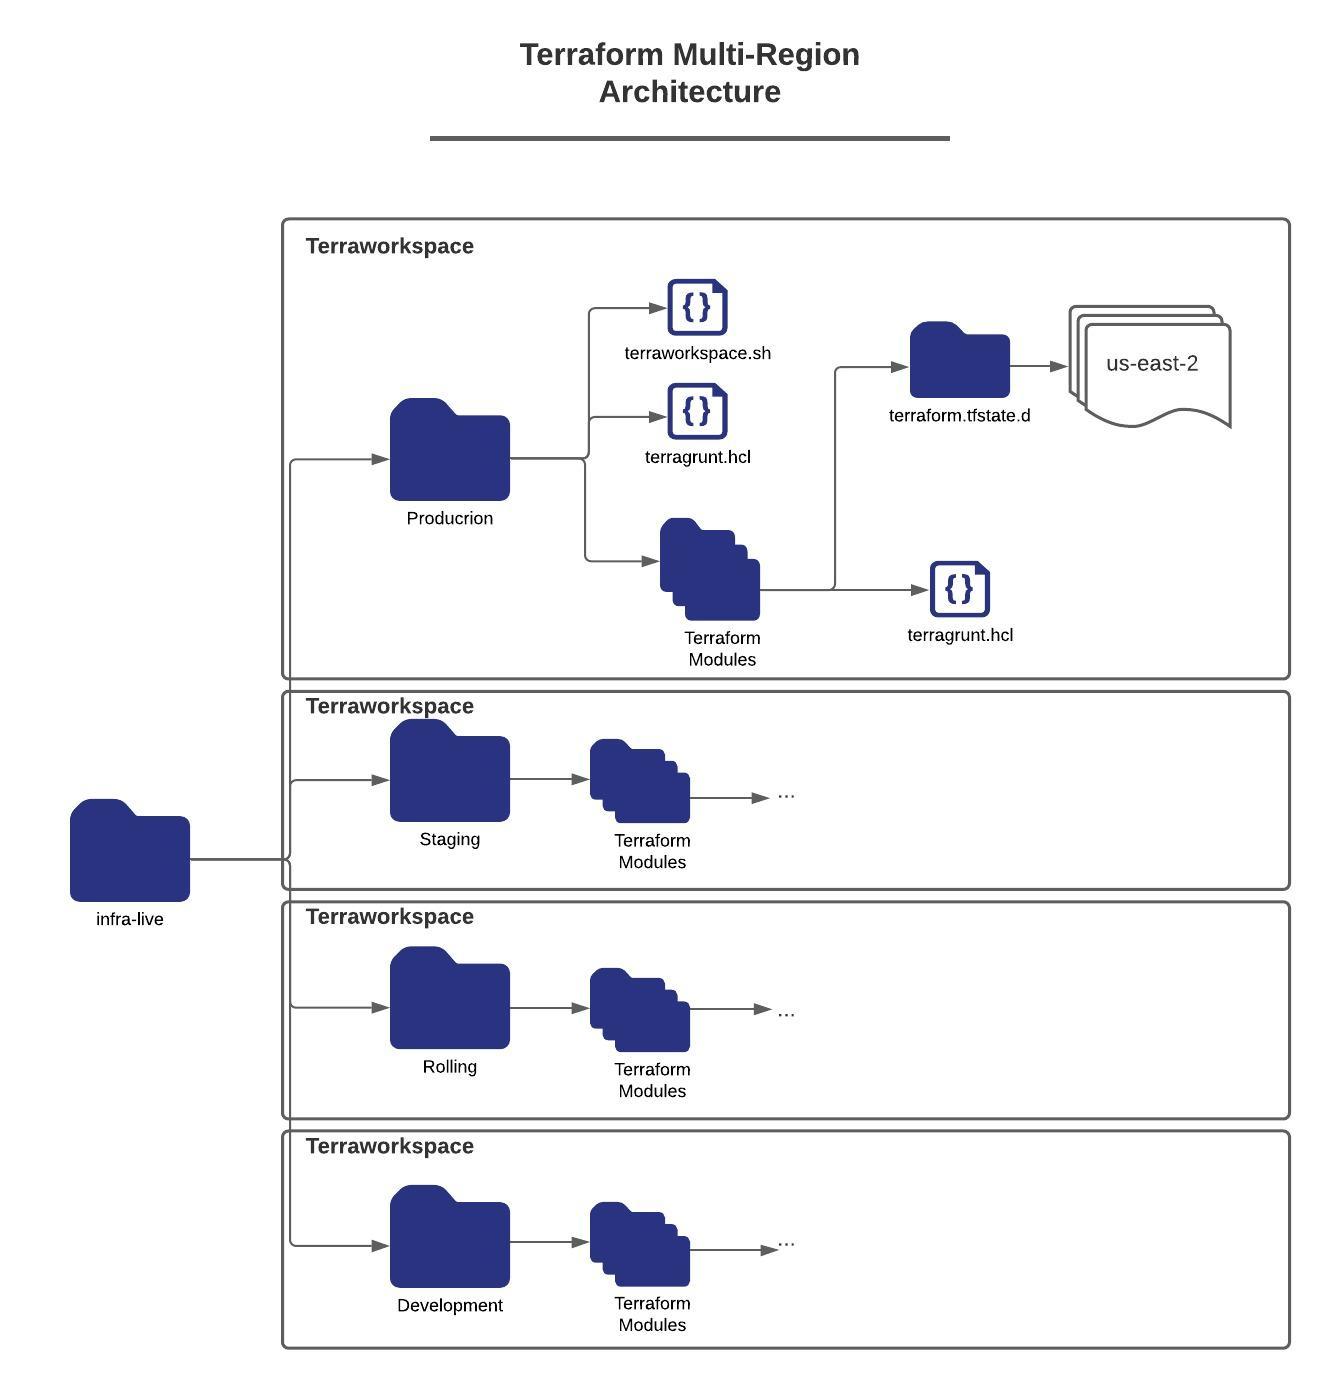 Terraform Multi-Region
Architecture
Terraworkspace
{}
terraworkspace.sh
{}
terragrunt.hcl
Producrion
Terraform
Modules
terraform.tfstate.d
us-east-2
{}
terragrunt.hcl
Terraworkspace
Staging
Terraform
Modules
...
infra-live
Terraworkspace
Rolling
Terraform
Modules
...
Terraworkspace
Development
Terraform
Modules
...